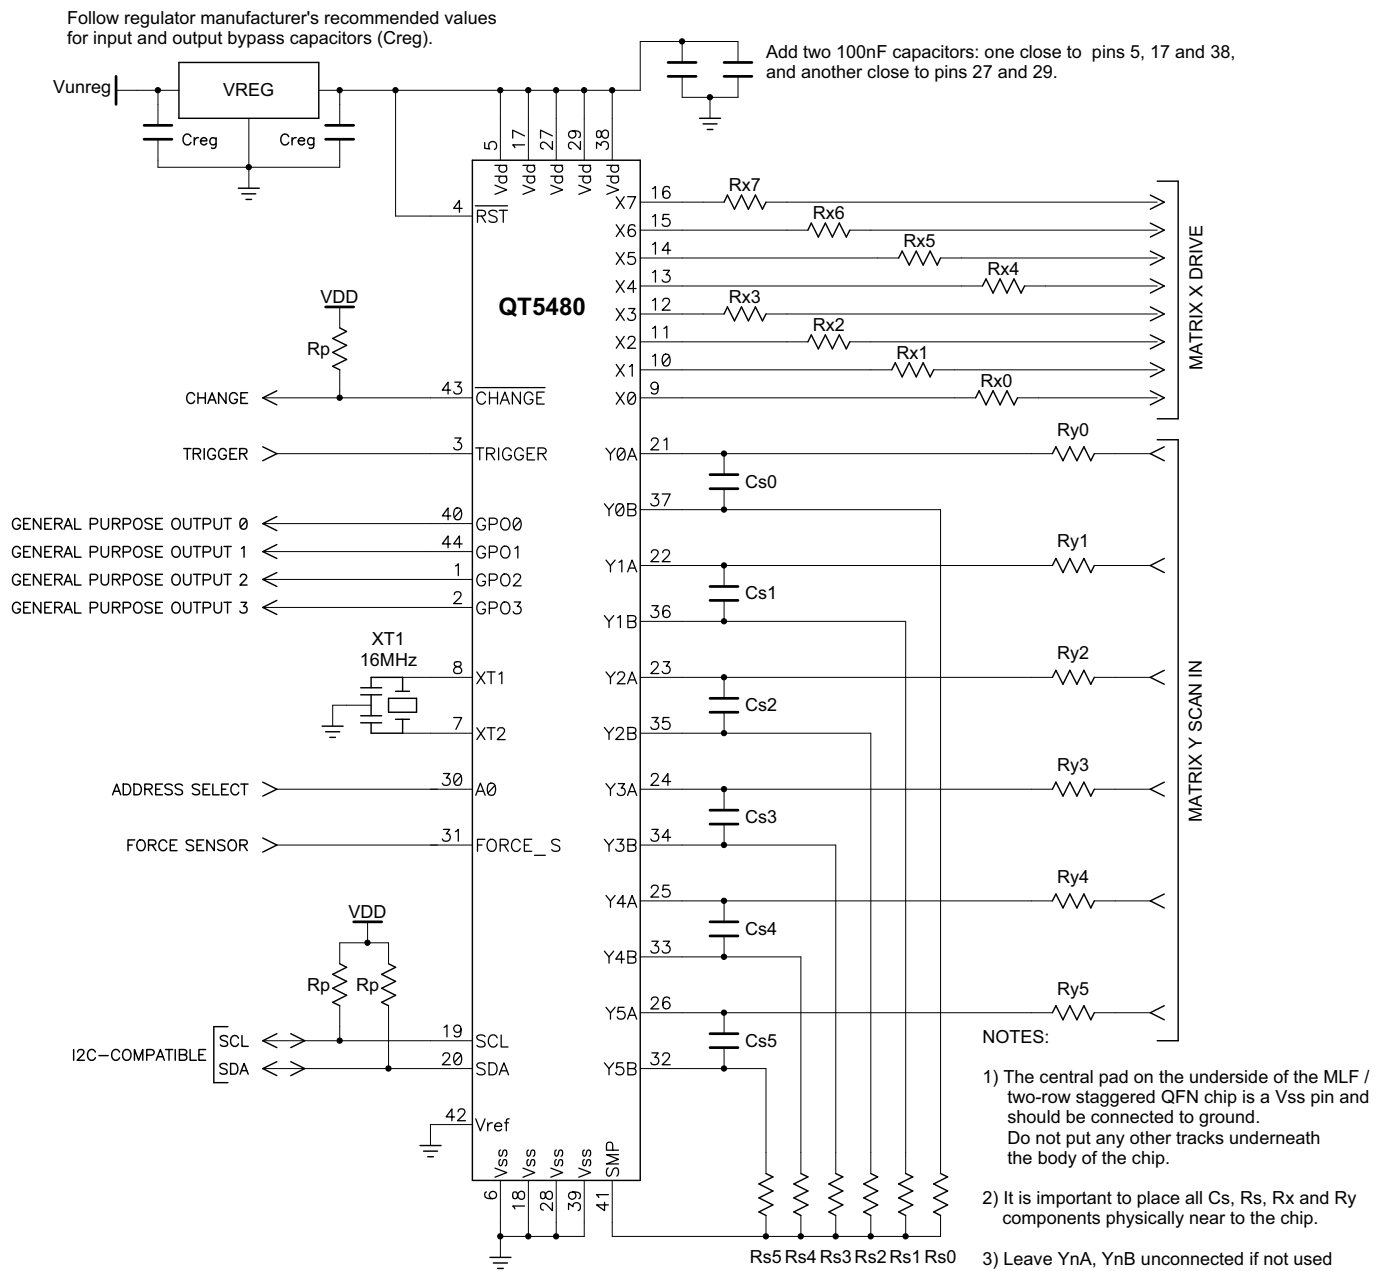 Follow regulator manufacturer's recommended values
for input and output bypass capacitors (Creg).
Add two 100nF capacitors: one close to pins 5, 17 and 38,
and another close to pins 27 and 29.
Vunreg
VREG
Creg
Creg
5
17
27
29
38
Vdd
Vdd
Vdd
Vdd
Vdd
4
RST
QT5480
X7
16
Rx7
X6
15
Rx6
X5
14
Rx5
X4
13
Rx4
X3
12
Rx3
X2
11
Rx2
X1
10
Rx1
X0
9
Rx0
MATRIX X DRIVE
VDD
Rp
CHANGE
43
CHANGE
TRIGGER
3
TRIGGER
GENERAL PURPOSE OUTPUT 0
40
GPO0
GENERAL PURPOSE OUTPUT 1
44
GPO1
GENERAL PURPOSE OUTPUT 2
1
GPO2
GENERAL PURPOSE OUTPUT 3
2
GPO3
XT1
16MHz
8
XT1
7
XT2
ADDRESS SELECT
30
A0
FORCE SENSOR
31
FORCE_S
VDD
Rp
Rp
I2C-COMPATIBLE
SCL
19
SCL
SDA
20
SDA
42
Vref
Y0A
21
Ry0
Cs0
Y0B
37
Y1A
22
Ry1
Cs1
Y1B
36
Y2A
23
Ry2
Cs2
Y2B
35
Y3A
24
Ry3
Cs3
Y3B
34
Y4A
25
Ry4
Cs4
Y4B
33
Y5A
26
Ry5
Cs5
Y5B
32
MATRIX Y SCAN IN
Vss
Vss
Vss
Vss
SMP
6
18
28
39
41
Rs5 Rs4 Rs3 Rs2 Rs1 Rs0
NOTES:
1) The central pad on the underside of the MLF /
two-row staggered QFN chip is a Vss pin and
should be connected to ground.
Do not put any other tracks underneath
the body of the chip.
2) It is important to place all Cs, Rs, Rx and Ry
components physically near to the chip.
3) Leave YnA, YnB unconnected if not used